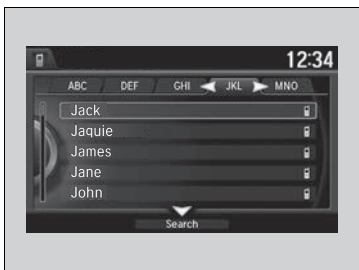 12:34
ABC DEF GHI JKL MNO
Jack
Jaquie
James
Jane
John
Search